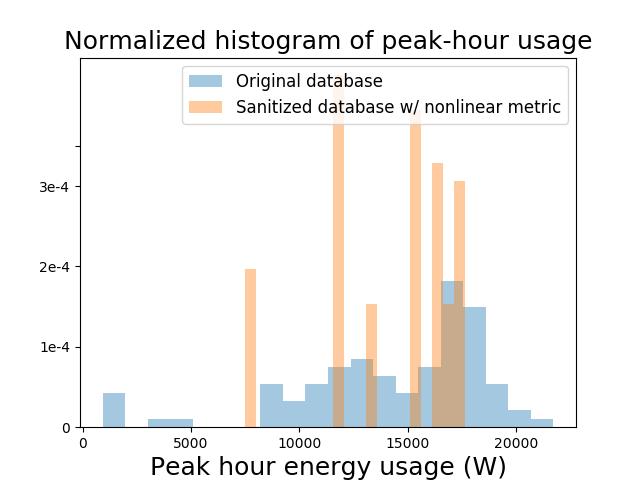 Normalized histogram of peak-hour usage
Original database
Sanitized database w/ nonlinear metric
3e-4
2e-4
1e-4
0
0 5000 10000 15000 20000
Peak hour energy usage (W)